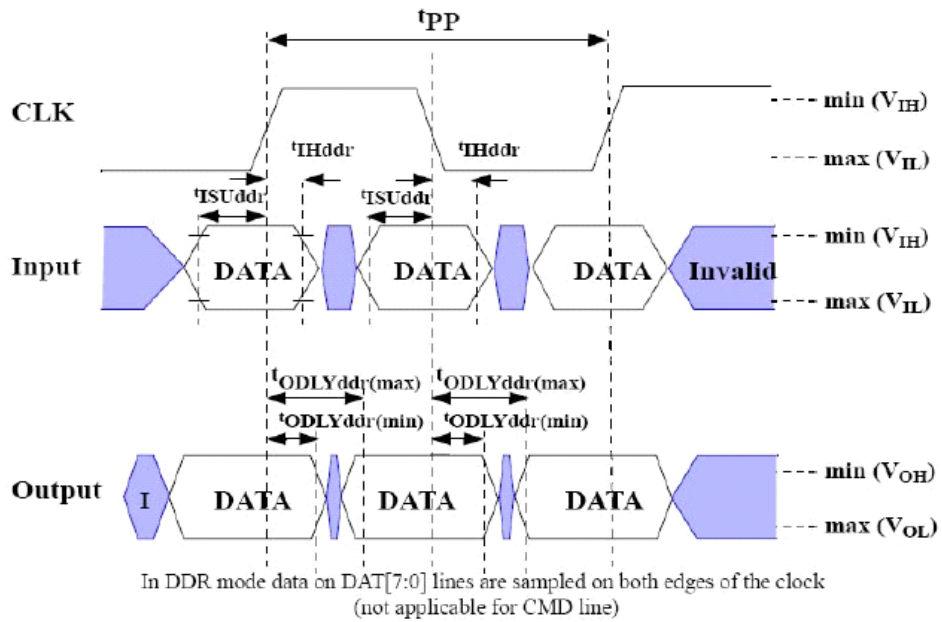 tPP
CLK
min (VIH)
max (VIL)
tIHddr
tIHddr
tISUddr
tISUddr
Input
DATA
DATA
DATA
Invalid
min (VIH)
max (VIL)
tODLYddr(max)
tODLYddr(max)
tODLYddr(min)
tODLYddr(min)
Output
I
DATA
DATA
DATA
min (VOH)
max (VOL)
In DDR mode data on DAT[7:0] lines are sampled on both edges of the clock
(not applicable for CMD line)